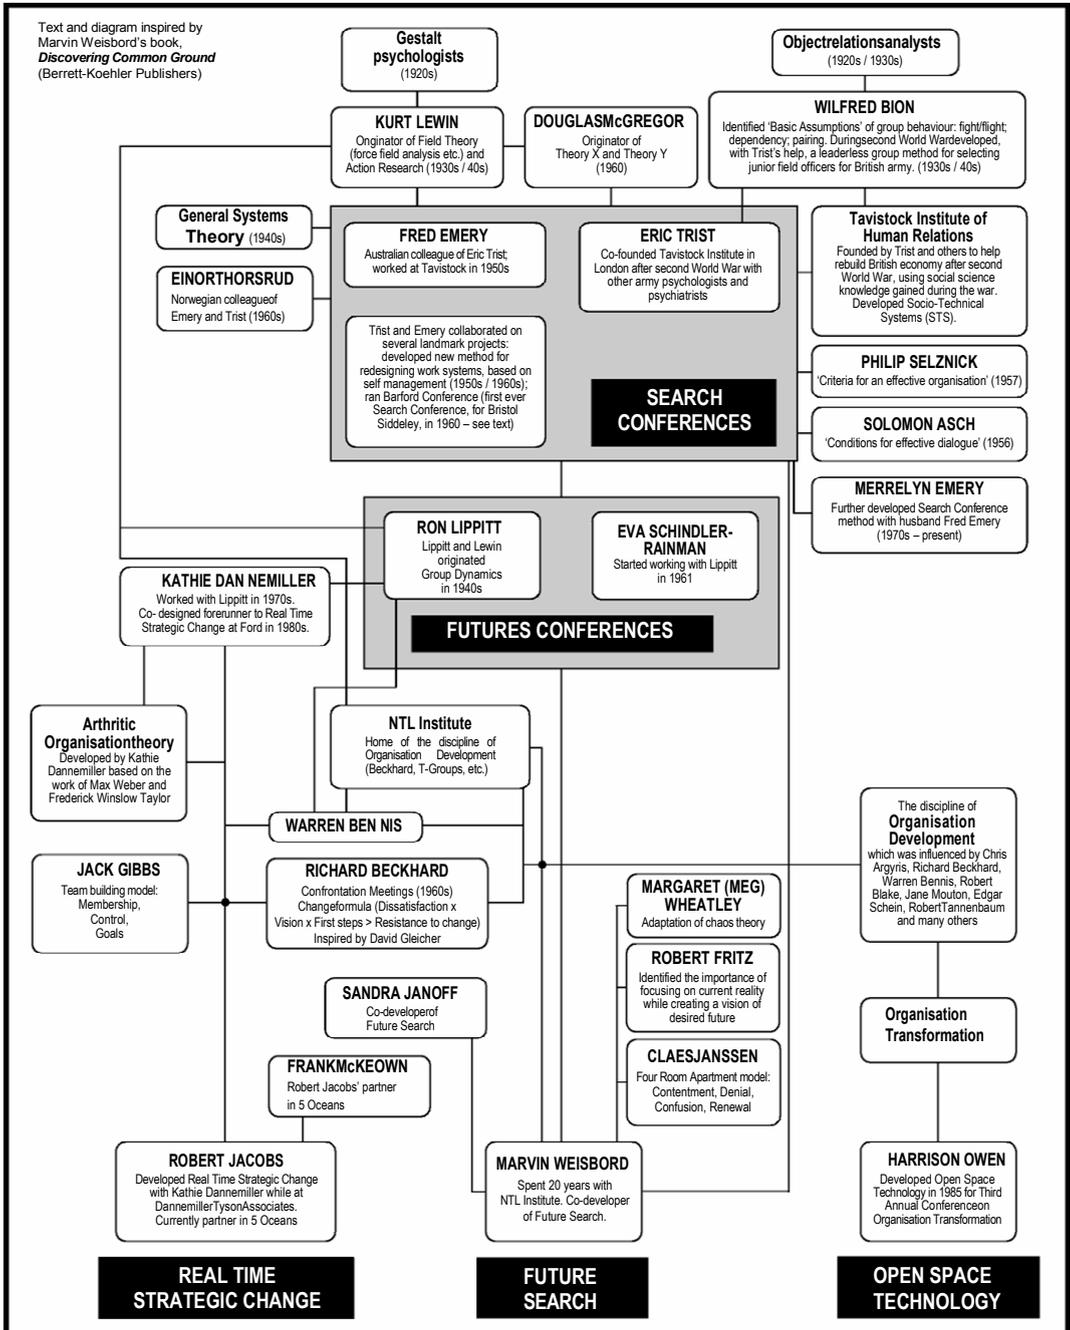 Text and diagram inspired by
Marvin Weisbord's book,
Discovering Common Ground
(Berrett-Koehler Publishers)
Gestalt
psychologists
(1920s)
Objectrelationsanalysts
(1920s / 1930s)
KURT LEWIN
Onginator of Field Theory
(force field analysis etc.) and
Action Research (1930s / 40s)
DOUGLASMcGREGOR
Originator of
Theory X and Theory Y
(1960)
WILFRED BION
Identified 'Basic Assumptions' of group behaviour: fight/flight;
dependency; pairing. Duringsecond World Wardeveloped,
with Trist's help, a leaderless group method for selecting
junior field officers for British army. (1930s / 40s)
General Systems
Theory (1940s)
EINORTHORSRUD
Norwegian colleagueof
Emery and Trist (1960s)
FRED EMERY
Australian colleague of Eric Trist;
worked at Tavistock in 1950s
ERIC TRIST
Co-founded Tavistock Institute in
London after second World War with
other army psychologists and
psychiatrists
Tavistock Institute of
Human Relations
Founded by Trist and others to help
rebuild British economy after second
World War, using social science
knowledge gained during the war.
Developed Socio-Technical
Systems (STS).
Trist and Emery collaborated on
several landmark projects:
developed new method for
redesigning work systems, based on
self management (1950s / 1960s);
ran Barford Conference (first ever
Search Conference, for Bristol
Siddeley, in 1960 – see text)
SEARCH
CONFERENCES
PHILIP SELZNICK
'Criteria for an effective organisation' (1957)
SOLOMON ASCH
'Conditions for effective dialogue' (1956)
MERRELYN EMERY
Further developed Search Conference
method with husband Fred Emery
(1970s – present)
RON LIPPITT
Lippitt and Lewin
originated
Group Dynamics
in 1940s
EVA SCHINDLER-
RAINMAN
Started working with Lippitt
in 1961
FUTURES CONFERENCES
KATHIE DAN NEMILLER
Worked with Lippitt in 1970s.
Co- designed forerunner to Real Time
Strategic Change at Ford in 1980s.
Arthritic
Organisationtheory
Developed by Kathie
Dannemiller based on the
work of Max Weber and
Frederick Winslow Taylor
NTL Institute
Home of the discipline of
Organisation Development
(Beckhard, T-Groups, etc.)
WARREN BEN NIS
JACK GIBBS
Team building model:
Membership,
Control,
Goals
RICHARD BECKHARD
Confrontation Meetings (1960s)
Changeformula (Dissatisfaction x
Vision x First steps > Resistance to change)
Inspired by David Gleicher
The discipline of
Organisation
Development
which was influenced by Chris
Argyris, Richard Beckhard,
Warren Bennis, Robert
Blake, Jane Mouton, Edgar
Schein, RobertTannenbaum
and many others
MARGARET (MEG)
WHEATLEY
Adaptation of chaos theory
ROBERT FRITZ
Identified the importance of
focusing on current reality
while creating a vision of
desired future
SANDRA JANOFF
Co-developerof
Future Search
Organisation
Transformation
CLAESJANSSEN
Four Room Apartment model:
Contentment, Denial,
Confusion, Renewal
FRANKMcKEOWN
Robert Jacobs' partner
in 5 Oceans
ROBERT JACOBS
Developed Real Time Strategic Change
with Kathie Dannemiller while at
DannemillerTysonAssociates.
Currently partner in 5 Oceans
MARVIN WEISBORD
Spent 20 years with
NTL Institute. Co-developer
of Future Search.
HARRISON OWEN
Developed Open Space
Technology in 1985 for Third
Annual Conferenceon
Organisation Transformation
REAL TIME
STRATEGIC CHANGE
FUTURE
SEARCH
OPEN SPACE
TECHNOLOGY